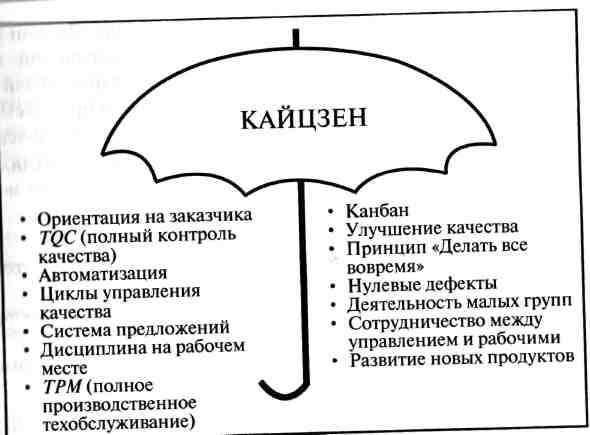 КАЙЦЗЕН
• Ориентация на заказчика
• TQC (полный контроль
качества)
• Автоматизация
• Циклы управления
качества
• Система предложений
• Дисциплина на рабочем
месте
• TPM (полное
производственное
техобслуживание)
• Канбан
• Улучшение качества
• Принцип «Делать все
вовремя»
• Нулевые дефекты
• Деятельность малых групп
• Сотрудничество между
управлением и рабочими
• Развитие новых продуктов